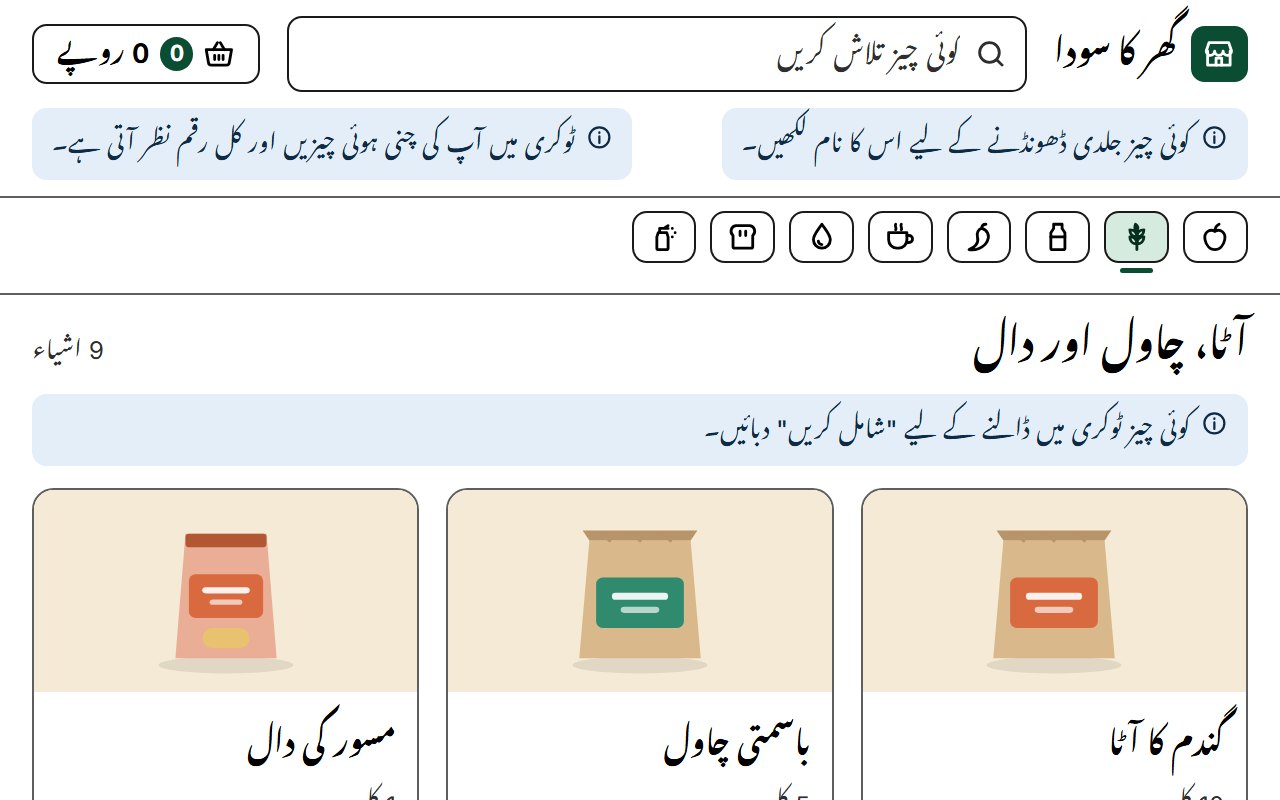 گھر کا سودا
کوئی چیز تلاش کریں
0
0 روپے
کوئی چیز جلدی ڈھونڈنے کے لیے اس کا نام لکھیں۔
ٹوکری میں آپ کی چنی ہوئی چیزیں اور کل رقم نظر آتی ہے۔
آٹا، چاول اور دال
9 اشیاء
کوئی چیز ٹوکری میں ڈالنے کے لیے "شامل کریں" دبائیں۔
گندم کا آٹا
باسمتی چاول
مسور کی دال